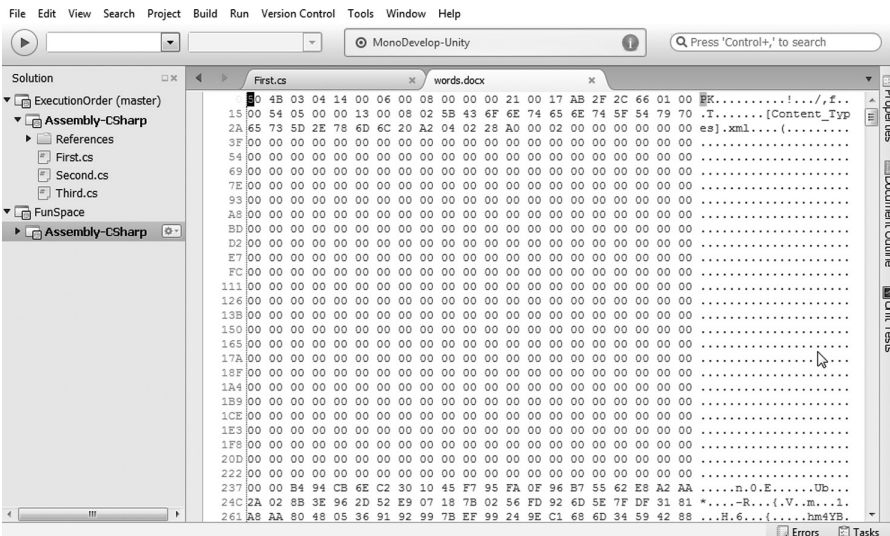 File Edit View Search Project Build Run Version Control Tools Window Help
MonoDevelop-Unity
Press 'Control+,' to search
Solution
ExecutionOrder (master)
Assembly-CSharp
References
First.cs
Second.cs
Third.cs
FunSpace
Assembly-CSharp
First.cs
words.docx
0 50 4B 03 04 14 00 06 00 08 00 00 00 21 00 17 AB 2F 2C 66 01 00 PK..........!.../,f..
15 00 54 05 00 00 13 00 08 02 5B 43 6F 6E 74 65 6E 74 5F 54 79 70 .T.......[Content_Typ
2A 65 73 5D 2E 78 6D 6C 20 A2 04 02 28 A0 00 02 00 00 00 00 00 00 es].xml....(.........
3F 00 00 00 00 00 00 00 00 00 00 00 00 00 00 00 00 00 00 00 00 00 .....................
54 00 00 00 00 00 00 00 00 00 00 00 00 00 00 00 00 00 00 00 00 00 .....................
69 00 00 00 00 00 00 00 00 00 00 00 00 00 00 00 00 00 00 00 00 00 .....................
7E 00 00 00 00 00 00 00 00 00 00 00 00 00 00 00 00 00 00 00 00 00 .....................
93 00 00 00 00 00 00 00 00 00 00 00 00 00 00 00 00 00 00 00 00 00 .....................
A8 00 00 00 00 00 00 00 00 00 00 00 00 00 00 00 00 00 00 00 00 00 .....................
BD 00 00 00 00 00 00 00 00 00 00 00 00 00 00 00 00 00 00 00 00 00 .....................
D2 00 00 00 00 00 00 00 00 00 00 00 00 00 00 00 00 00 00 00 00 00 .....................
E7 00 00 00 00 00 00 00 00 00 00 00 00 00 00 00 00 00 00 00 00 00 .....................
FC 00 00 00 00 00 00 00 00 00 00 00 00 00 00 00 00 00 00 00 00 00 .....................
111 00 00 00 00 00 00 00 00 00 00 00 00 00 00 00 00 00 00 00 00 00 .....................
126 00 00 00 00 00 00 00 00 00 00 00 00 00 00 00 00 00 00 00 00 00 .....................
13B 00 00 00 00 00 00 00 00 00 00 00 00 00 00 00 00 00 00 00 00 00 .....................
150 00 00 00 00 00 00 00 00 00 00 00 00 00 00 00 00 00 00 00 00 00 .....................
165 00 00 00 00 00 00 00 00 00 00 00 00 00 00 00 00 00 00 00 00 00 .....................
17A 00 00 00 00 00 00 00 00 00 00 00 00 00 00 00 00 00 00 00 00 00 .....................
18F 00 00 00 00 00 00 00 00 00 00 00 00 00 00 00 00 00 00 00 00 00 .....................
1A4 00 00 00 00 00 00 00 00 00 00 00 00 00 00 00 00 00 00 00 00 00 .....................
1B9 00 00 00 00 00 00 00 00 00 00 00 00 00 00 00 00 00 00 00 00 00 .....................
1CE 00 00 00 00 00 00 00 00 00 00 00 00 00 00 00 00 00 00 00 00 00 .....................
1E3 00 00 00 00 00 00 00 00 00 00 00 00 00 00 00 00 00 00 00 00 00 .....................
1F8 00 00 00 00 00 00 00 00 00 00 00 00 00 00 00 00 00 00 00 00 00 .....................
20D 00 00 00 00 00 00 00 00 00 00 00 00 00 00 00 00 00 00 00 00 00 .....................
222 00 00 00 00 00 00 00 00 00 00 00 00 00 00 00 00 00 00 00 00 00 .....................
237 00 00 B4 94 CB 6E C2 30 10 45 F7 95 FA 0F 96 B7 55 62 E8 A2 AA .....n.0.E......Ub...
24C 2A 02 8B 3E 96 2D 52 E9 07 18 7B 02 56 FD 92 6D 5E 7F DF 31 81 *....-R...{.V..m...1.
261 A8 AA 80 48 05 36 91 92 99 7B EF 99 24 9E C1 68 6D 34 59 42 88 ...H.6...{.....hm4YB.
Properties
Document Outline
Unit Tests
Errors
Tasks